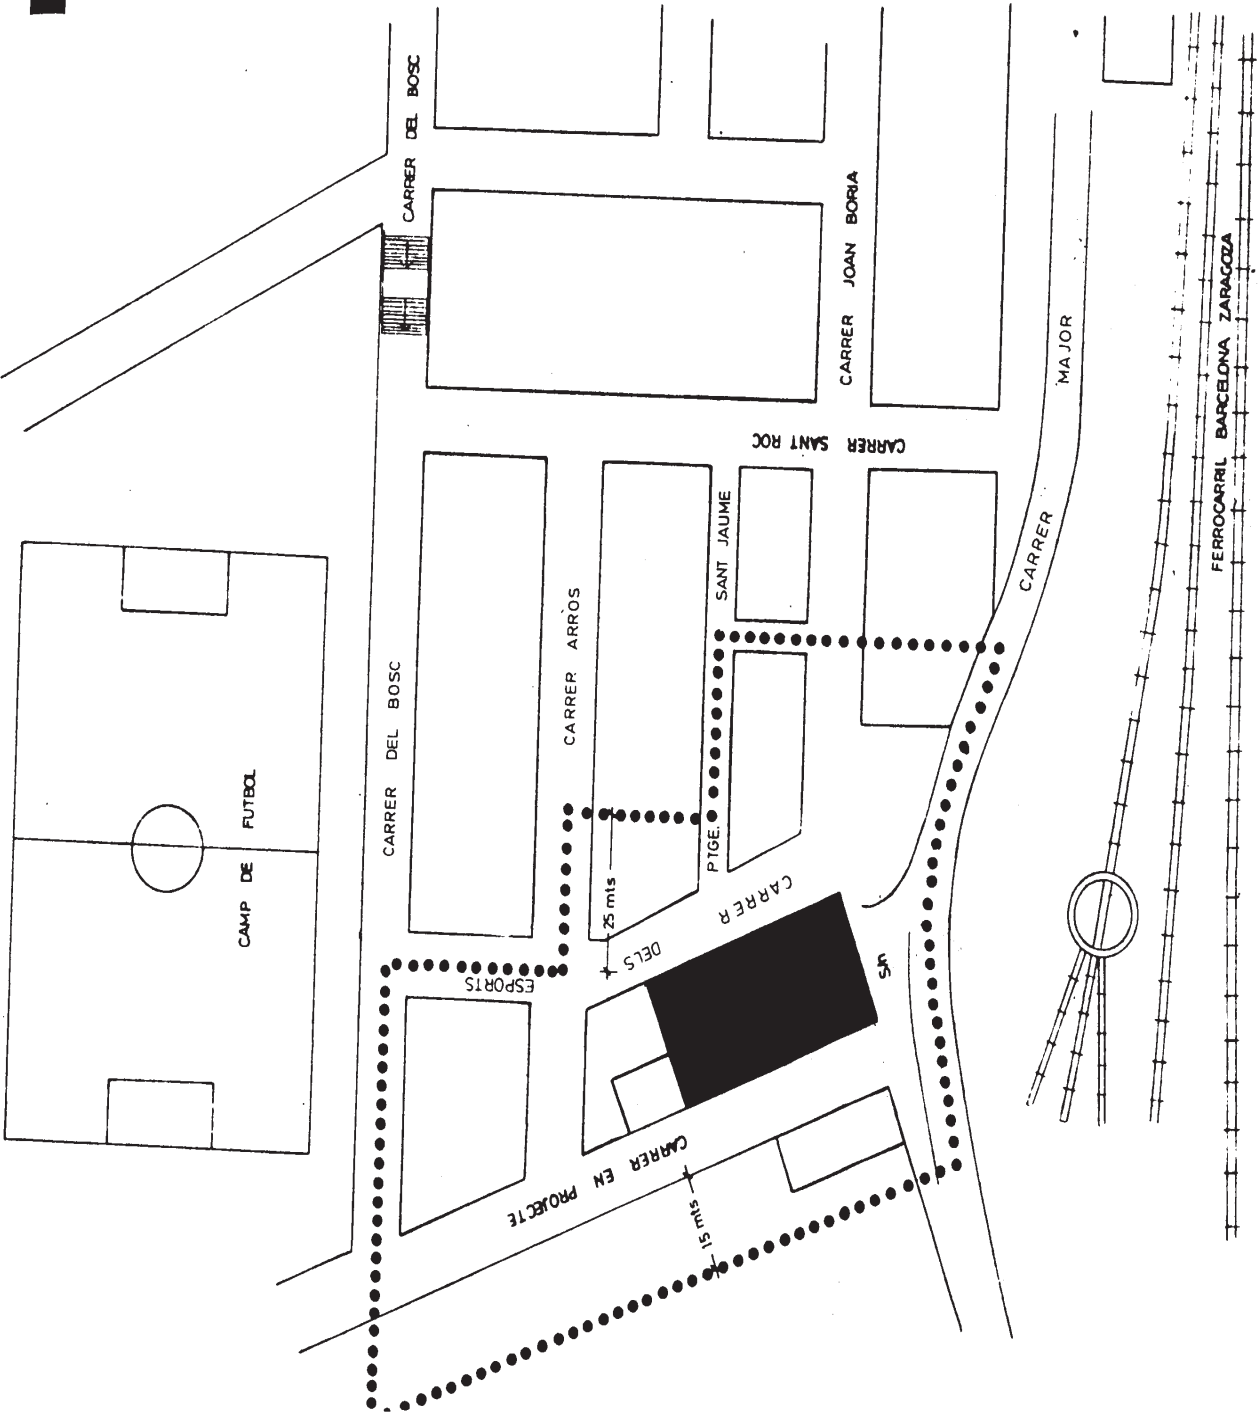 CARRER DEL BOSC
CARRER JOAN BORIA
MAJOR
FERROCARRIL BARCELONA ZARAGOZA
CARRER SANT ROC
SANT JAUME
CARRER
CARRER ARROS
CARRER DEL BOSC
CAMP DE FUTBOL
PTGE.
25 mts
CARRER
DELS
ESPORTS
S/n
CARRER EN PROJECTE
15 mts